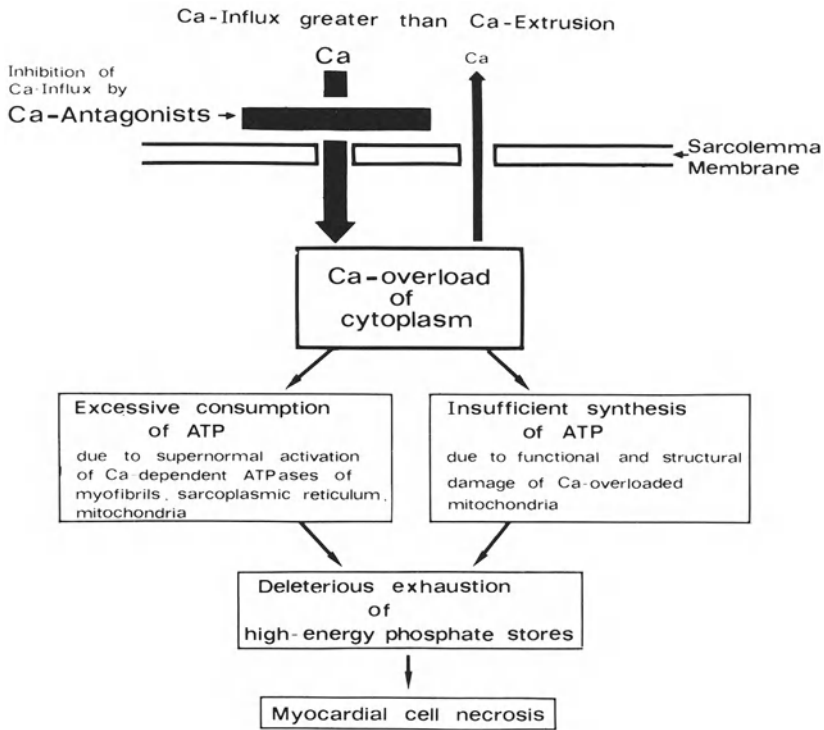 Ca-Influx greater than Ca-Extrusion
Ca
Ca
Inhibition of
Ca-Influx by
Ca-Antagonists
Sarcolemma
Membrane
Ca-overload
of
cytoplasm
Excessive consumption
of ATP
due to supernormal activation
of Ca-dependent ATPases of
myofibrils, sarcoplasmic reticulum,
mitochondria
Insufficient synthesis
of ATP
due to functional and structural
damage of Ca-overloaded
mitochondria
Deleterious exhaustion
of
high-energy phosphate stores
Myocardial cell necrosis